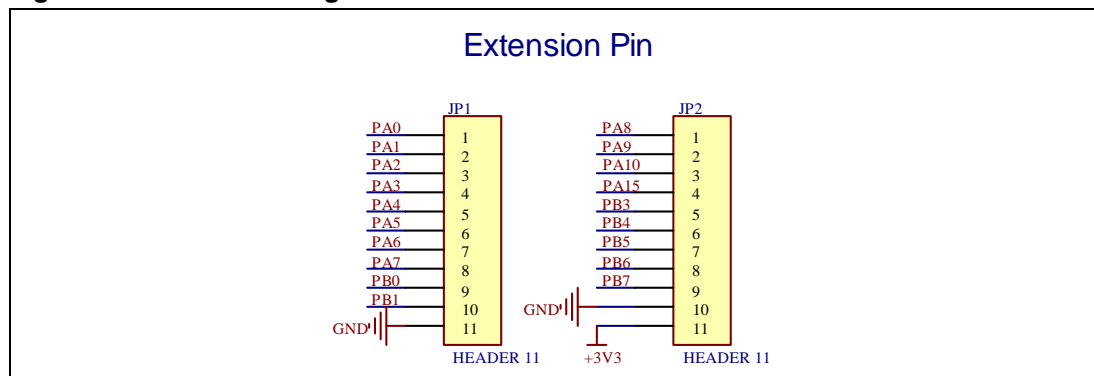 Extension Pin
JP1
PA0 1
PA1 2
PA2 3
PA3 4
PA4 5
PA5 6
PA6 7
PA7 8
PB0 9
PB1 10
GND 11
HEADER 11
JP2
PA8 1
PA9 2
PA10 3
PA15 4
PB3 5
PB4 6
PB5 7
PB6 8
PB7 9
GND 10
+3V3 11
HEADER 11